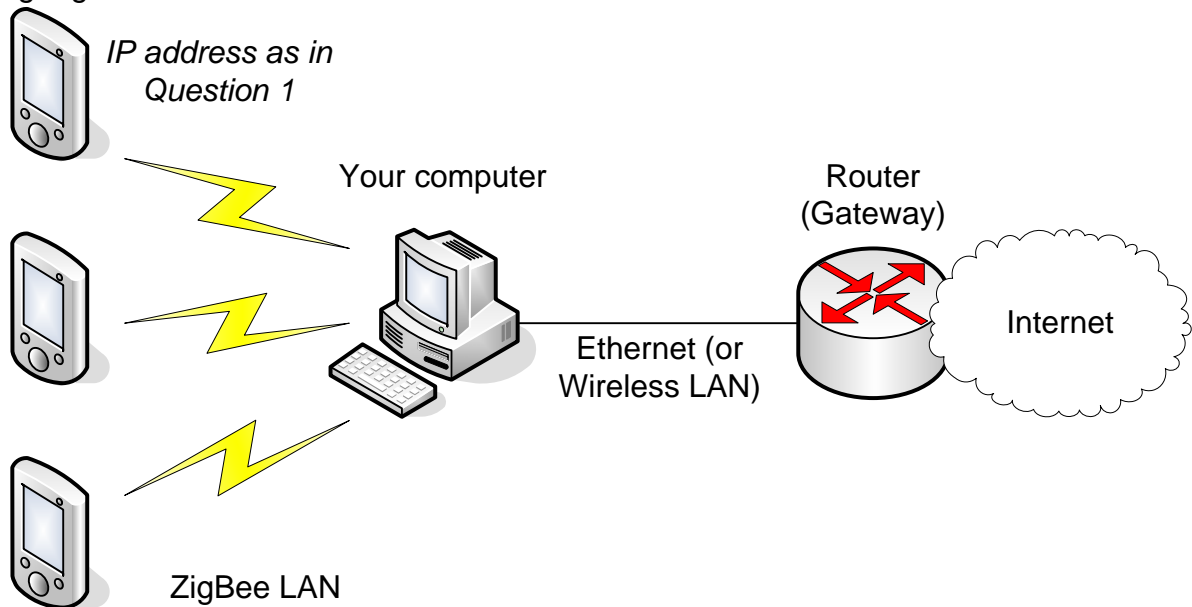 IP address as in
Question 1
Your computer
Router
(Gateway)
Internet
Ethernet (or
Wireless LAN)
ZigBee LAN